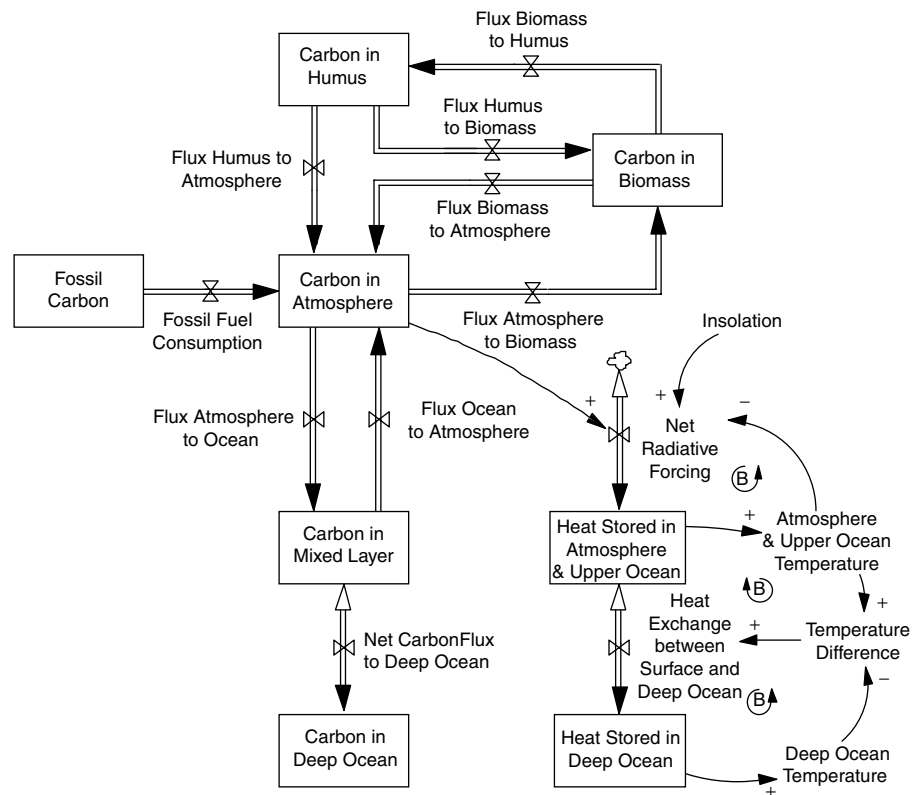 Flux Biomass
to Humus
Carbon in
Humus
Flux Humus
to Biomass
Flux Humus to
Atmosphere
Carbon in
Biomass
Flux Biomass
to Atmosphere
Fossil
Carbon
Carbon in
Atmosphere
Fossil Fuel
Consumption
Flux Atmosphere
to Biomass
Insolation
+
+
−
Flux Atmosphere
to Ocean
Flux Ocean
to Atmosphere
Net
Radiative
Forcing
B
Carbon in
Mixed Layer
Heat Stored in
Atmosphere
& Upper Ocean
+
Atmosphere
& Upper Ocean
Temperature
B
Heat
Exchange
between
Surface and
Deep Ocean
+
+
Temperature
Difference
−
Net CarbonFlux
to Deep Ocean
B
Carbon in
Deep Ocean
Heat Stored in
Deep Ocean
Deep Ocean
Temperature
+